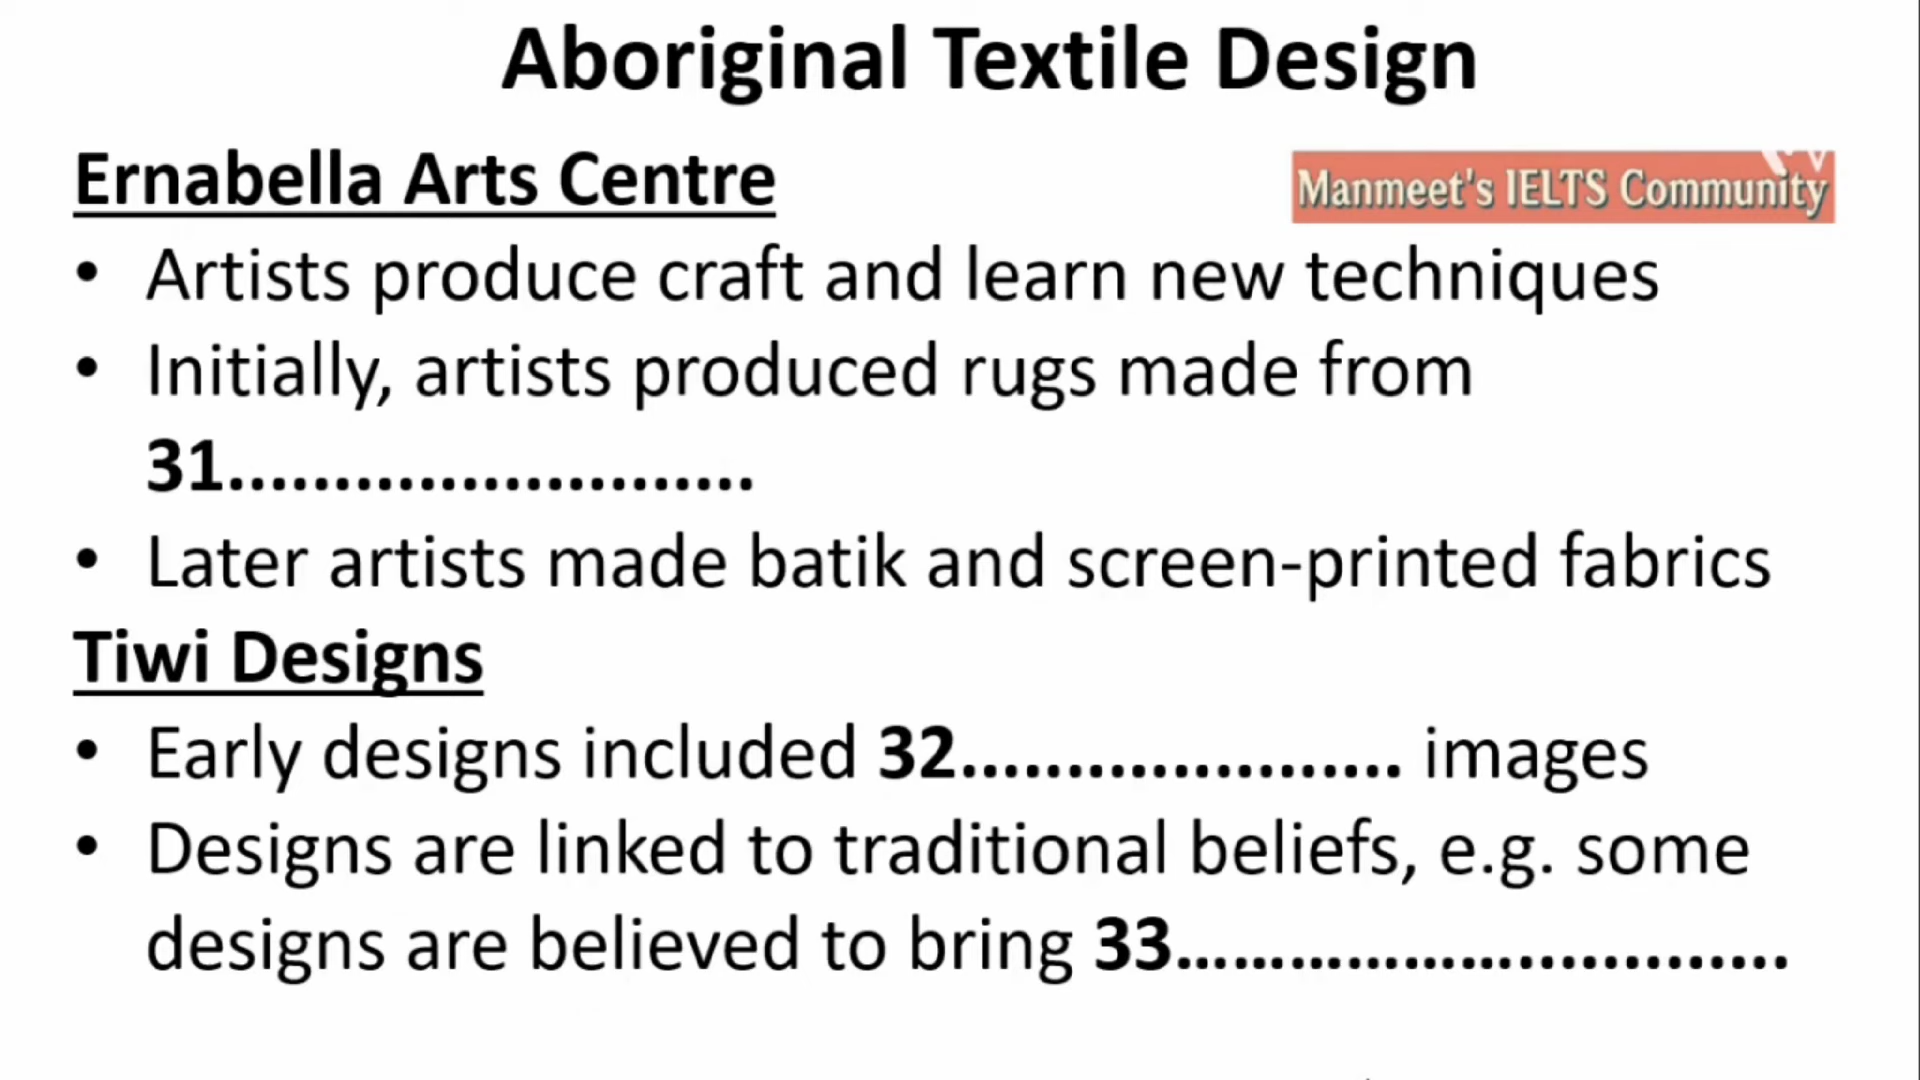 Aboriginal Textile Design
Ernabella Arts Centre
Manmeet's IELTS Community
• Artists produce craft and learn new techniques
• Initially, artists produced rugs made from
31.........................
• Later artists made batik and screen-printed fabrics
Tiwi Designs
• Early designs included 32..................... images
• Designs are linked to traditional beliefs, e.g. some
designs are believed to bring 33.............................